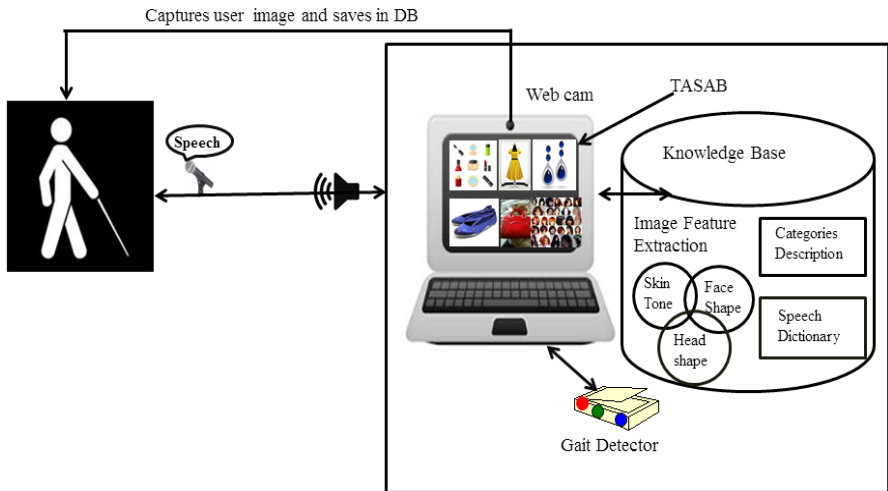 Captures user image and saves in DB
Web cam
TASAB
Speech
Knowledge Base
Image Feature
Extraction
Categories
Description
Skin
Tone
Face
Shape
Head
shape
Speech
Dictionary
Gait Detector